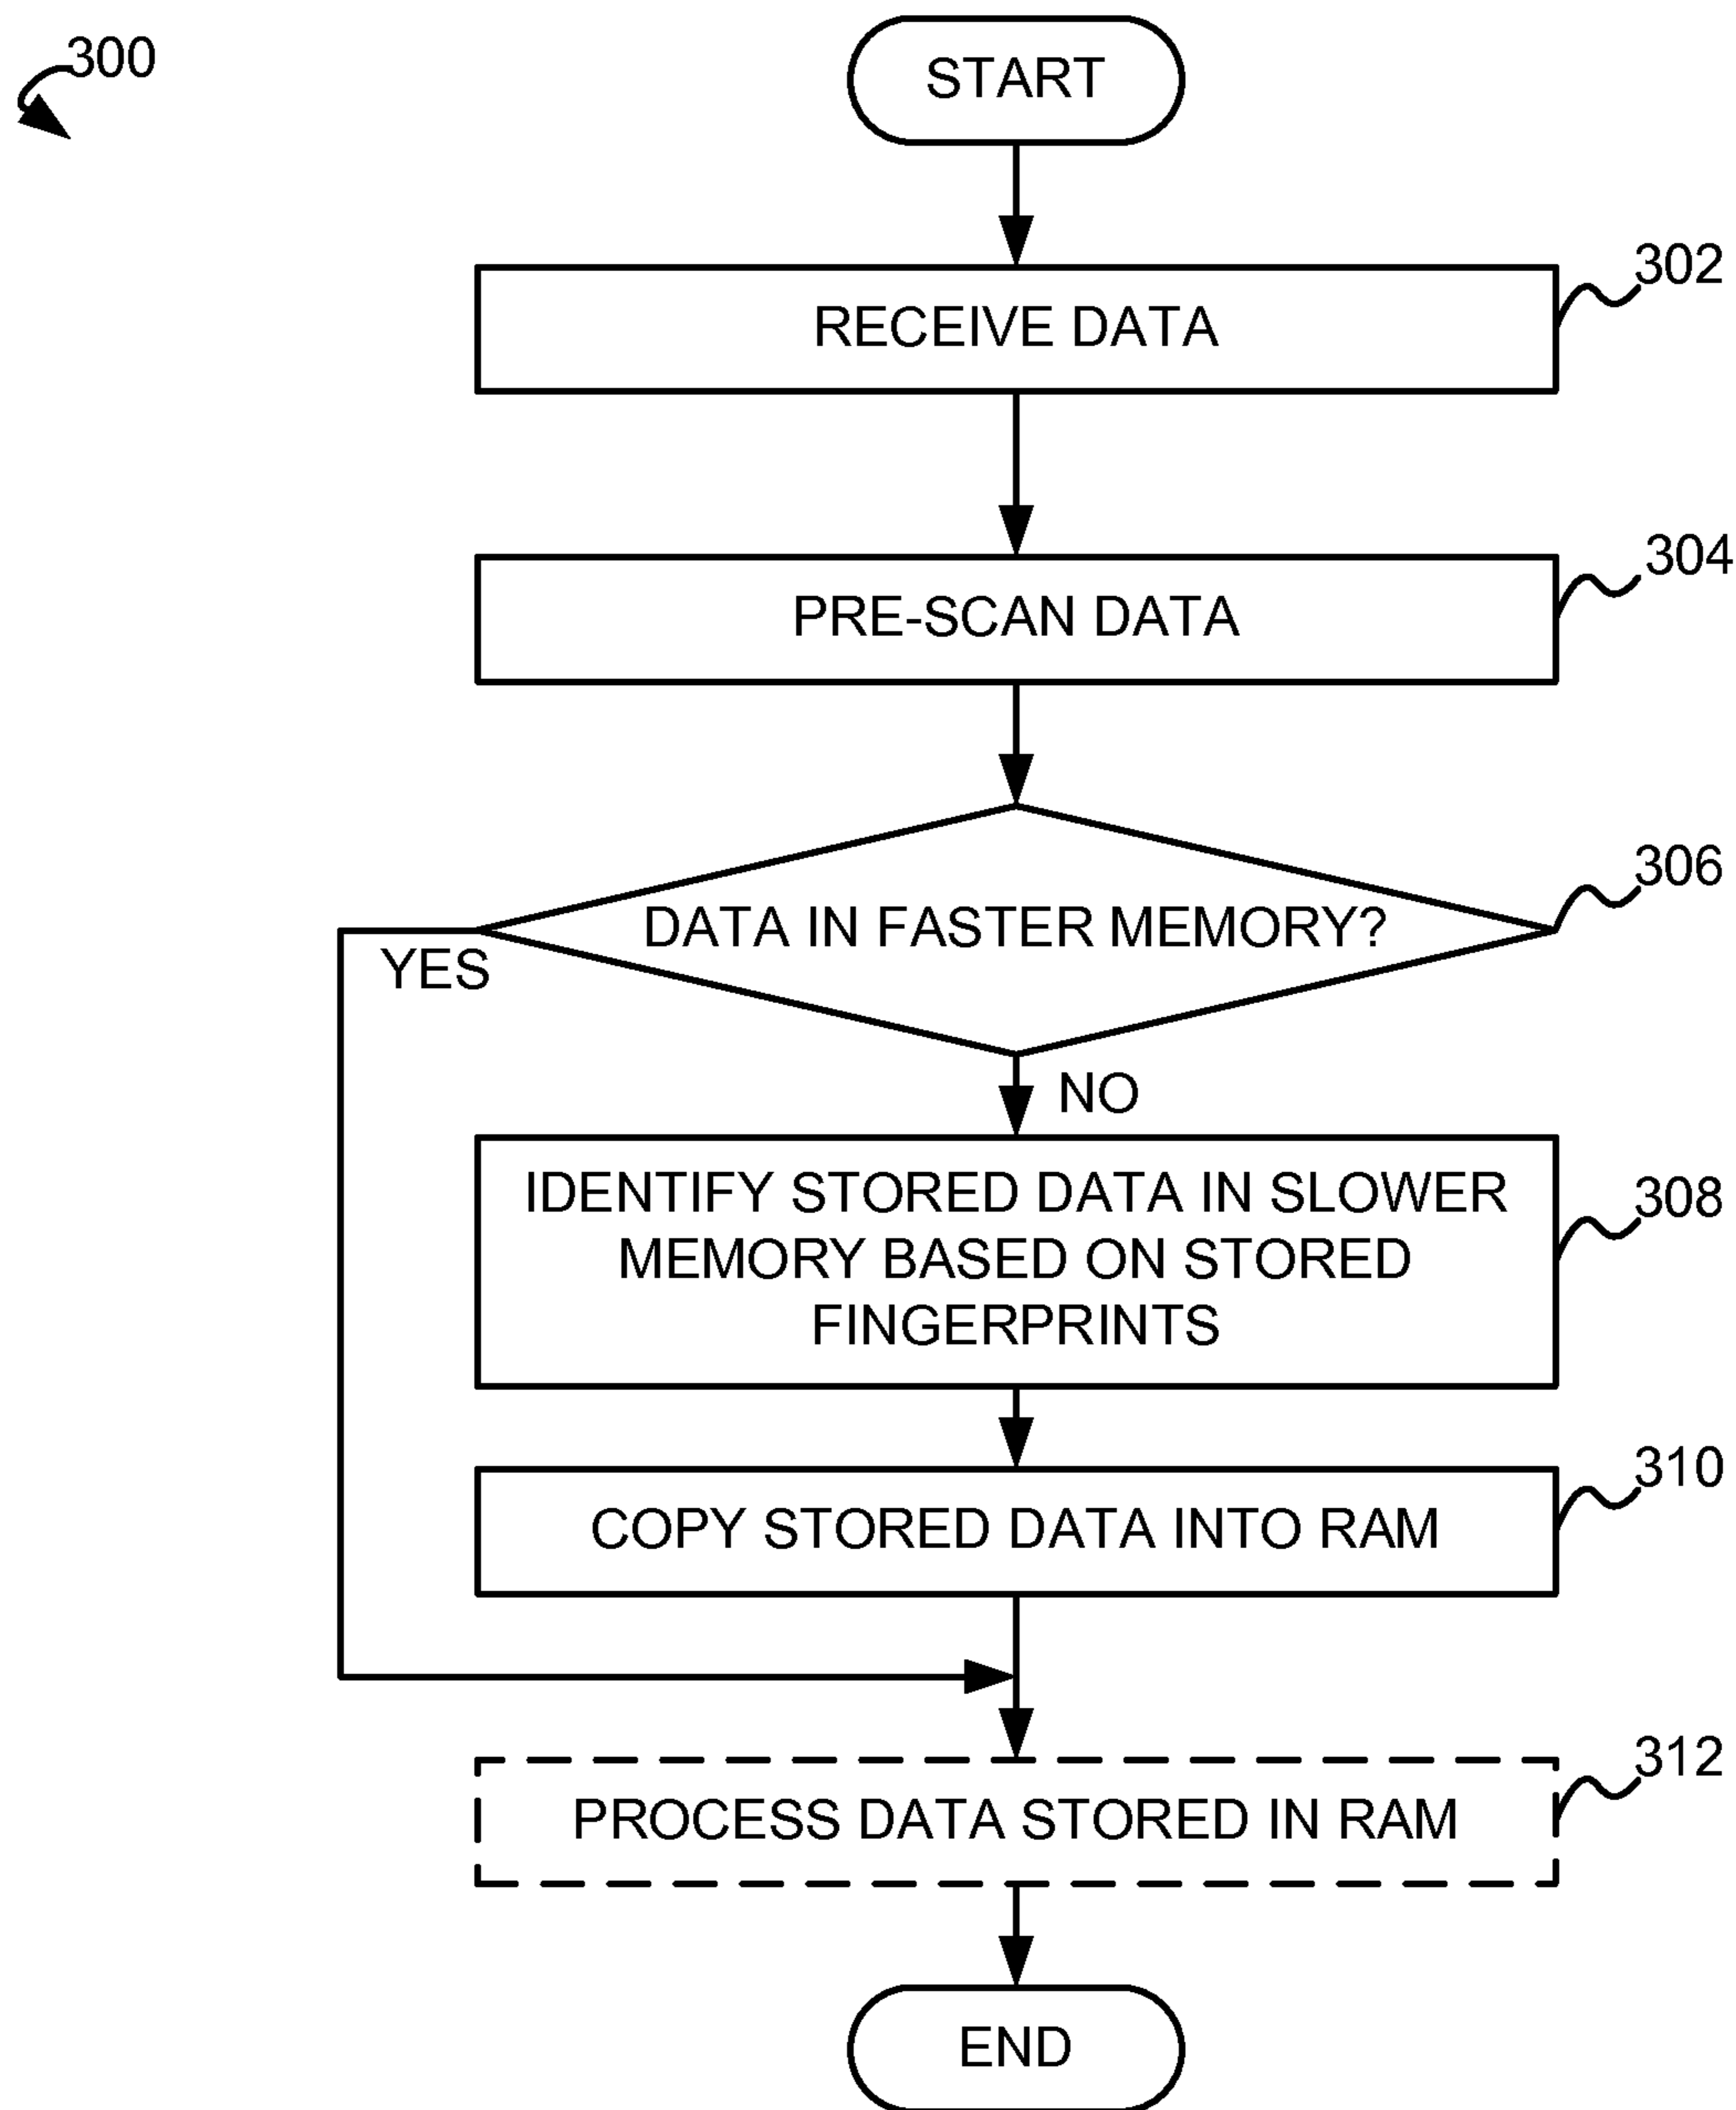 300
START
302
RECEIVE DATA
304
PRE-SCAN DATA
306
DATA IN FASTER MEMORY?
YES
NO
IDENTIFY STORED DATA IN SLOWER
308
MEMORY BASED ON STORED
FINGERPRINTS
310
COPY STORED DATA INTO RAM
312
PROCESS DATA STORED IN RAM
END